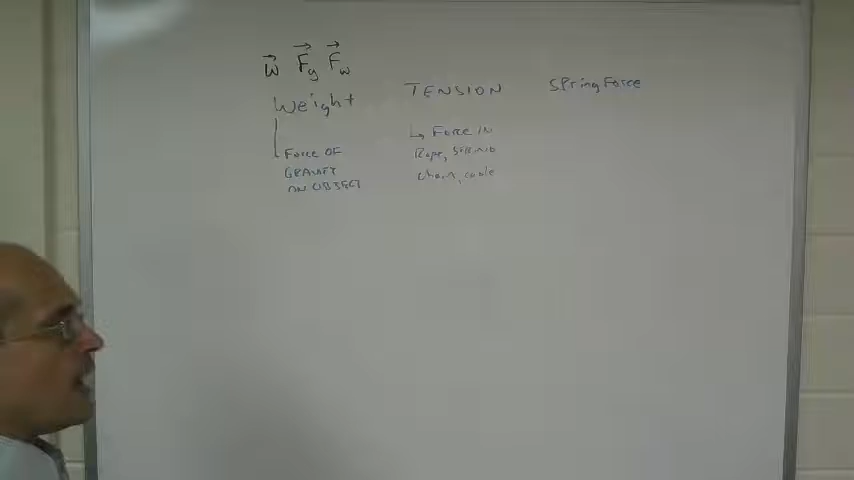 w⃗ F⃗g F⃗w
Weight
Force OF
GRAVITY
ON OBJECT
TENSION
↳ Force IN
Rope, STRING
chain, cable
Spring Force